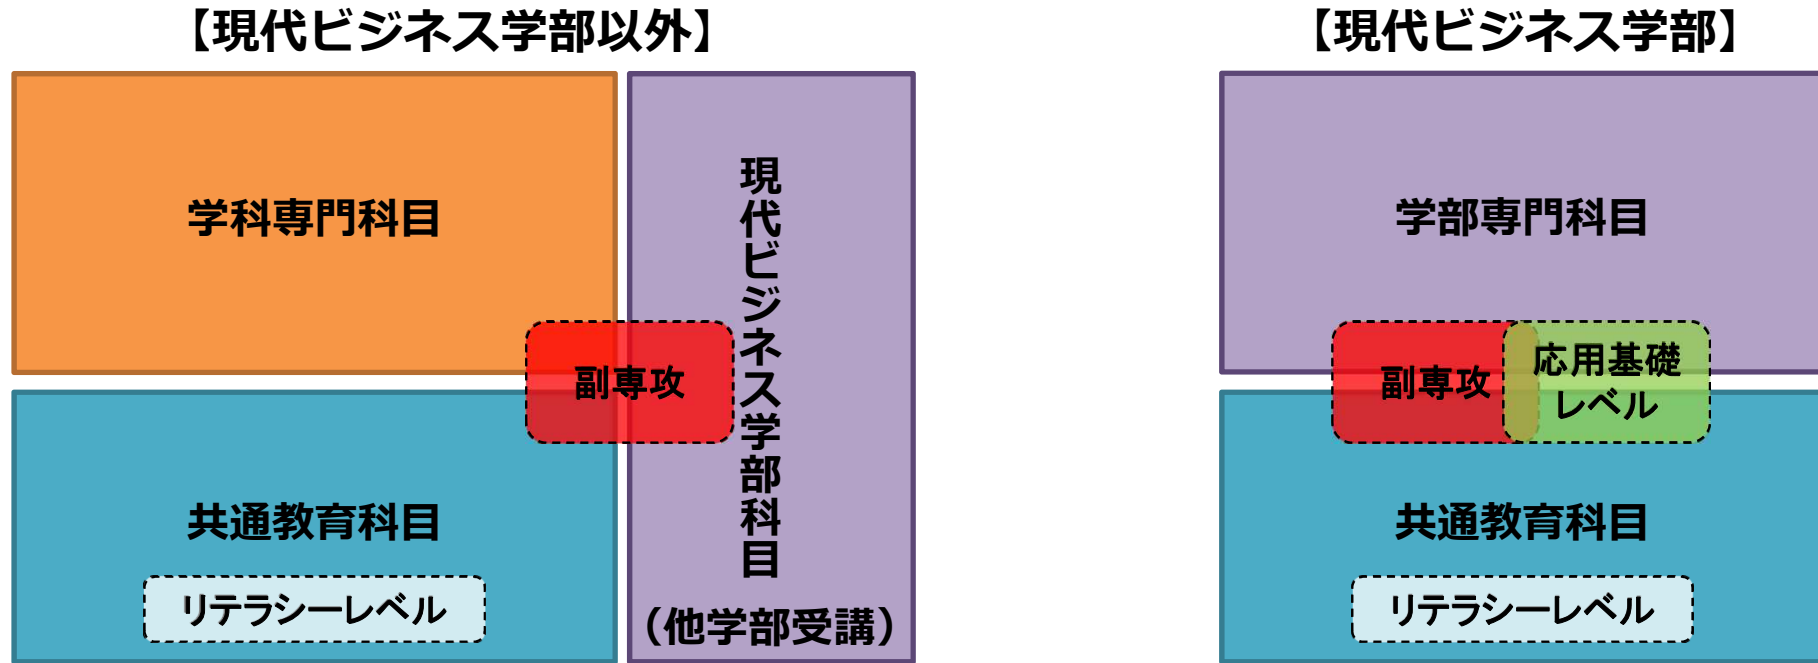 【現代ビジネス学部以外】
学科専門科目
副専攻
共通教育科目
リテラシーレベル
現代ビジネス学部科目
（他学部受講）
【現代ビジネス学部】
学部専門科目
副専攻
応用基礎
レベル
共通教育科目
リテラシーレベル